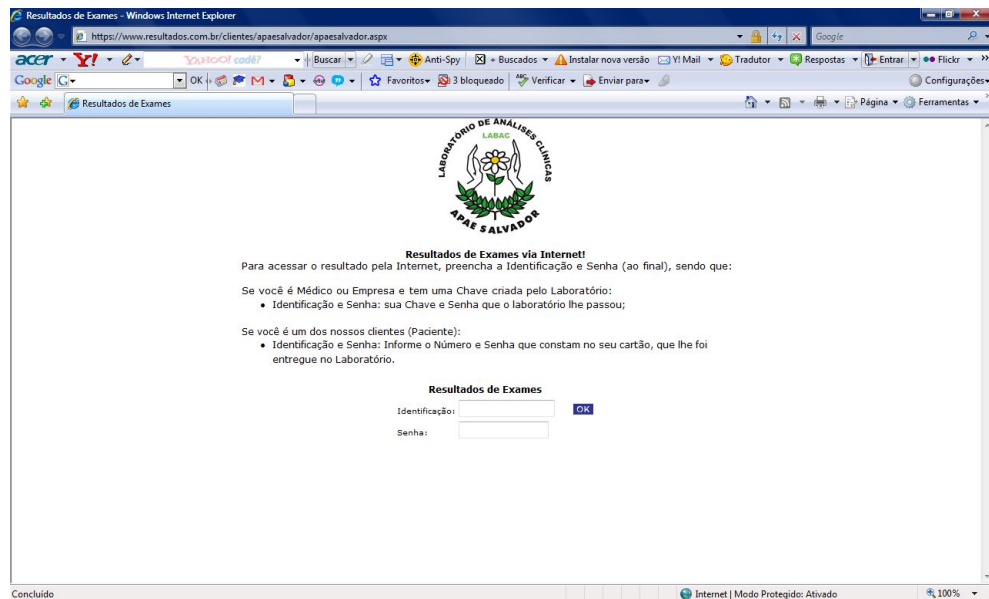 Resultados de Exames - Windows Internet Explorer
https://www.resultados.com.br/clientes/apaesalvador/apaesalvador.aspx
Google
acer Y! YAHOO! cadê? Buscar Anti-Spy + Buscados Instalar nova versão Y! Mail Tradutor Respostas Entrar Flickr
Google G OK Favoritos 3 bloqueado Verificar Enviar para Configurações
Resultados de Exames Página Ferramentas
LABORATÓRIO DE ANÁLISES CLÍNICAS
LABAC
APAE SALVADOR
Resultados de Exames via Internet!
Para acessar o resultado pela Internet, preencha a Identificação e Senha (ao final), sendo que:
Se você é Médico ou Empresa e tem uma Chave criada pelo Laboratório:
• Identificação e Senha: sua Chave e Senha que o laboratório lhe passou;
Se você é um dos nossos clientes (Paciente):
• Identificação e Senha: Informe o Número e Senha que constam no seu cartão, que lhe foi
entregue no Laboratório.
Resultados de Exames
Identificação: OK
Senha:
Concluído Internet | Modo Protegido: Ativado 100%